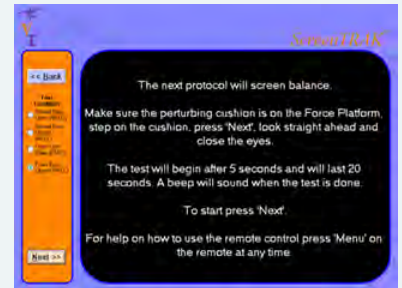 V
I
ScreenTRAK
<< Back
Test
The next protocol will screen balance.
Make sure the perturbing cushion is on the Force Platform,
step on the cushion, press 'Next', look straight ahead and
close the eyes.
The test will begin after 5 seconds and will last 20
seconds. A beep will sound when the test is done.
To start press 'Next'.
For help on how to use the remote control press 'Menu' on
the remote at any time
Next >>